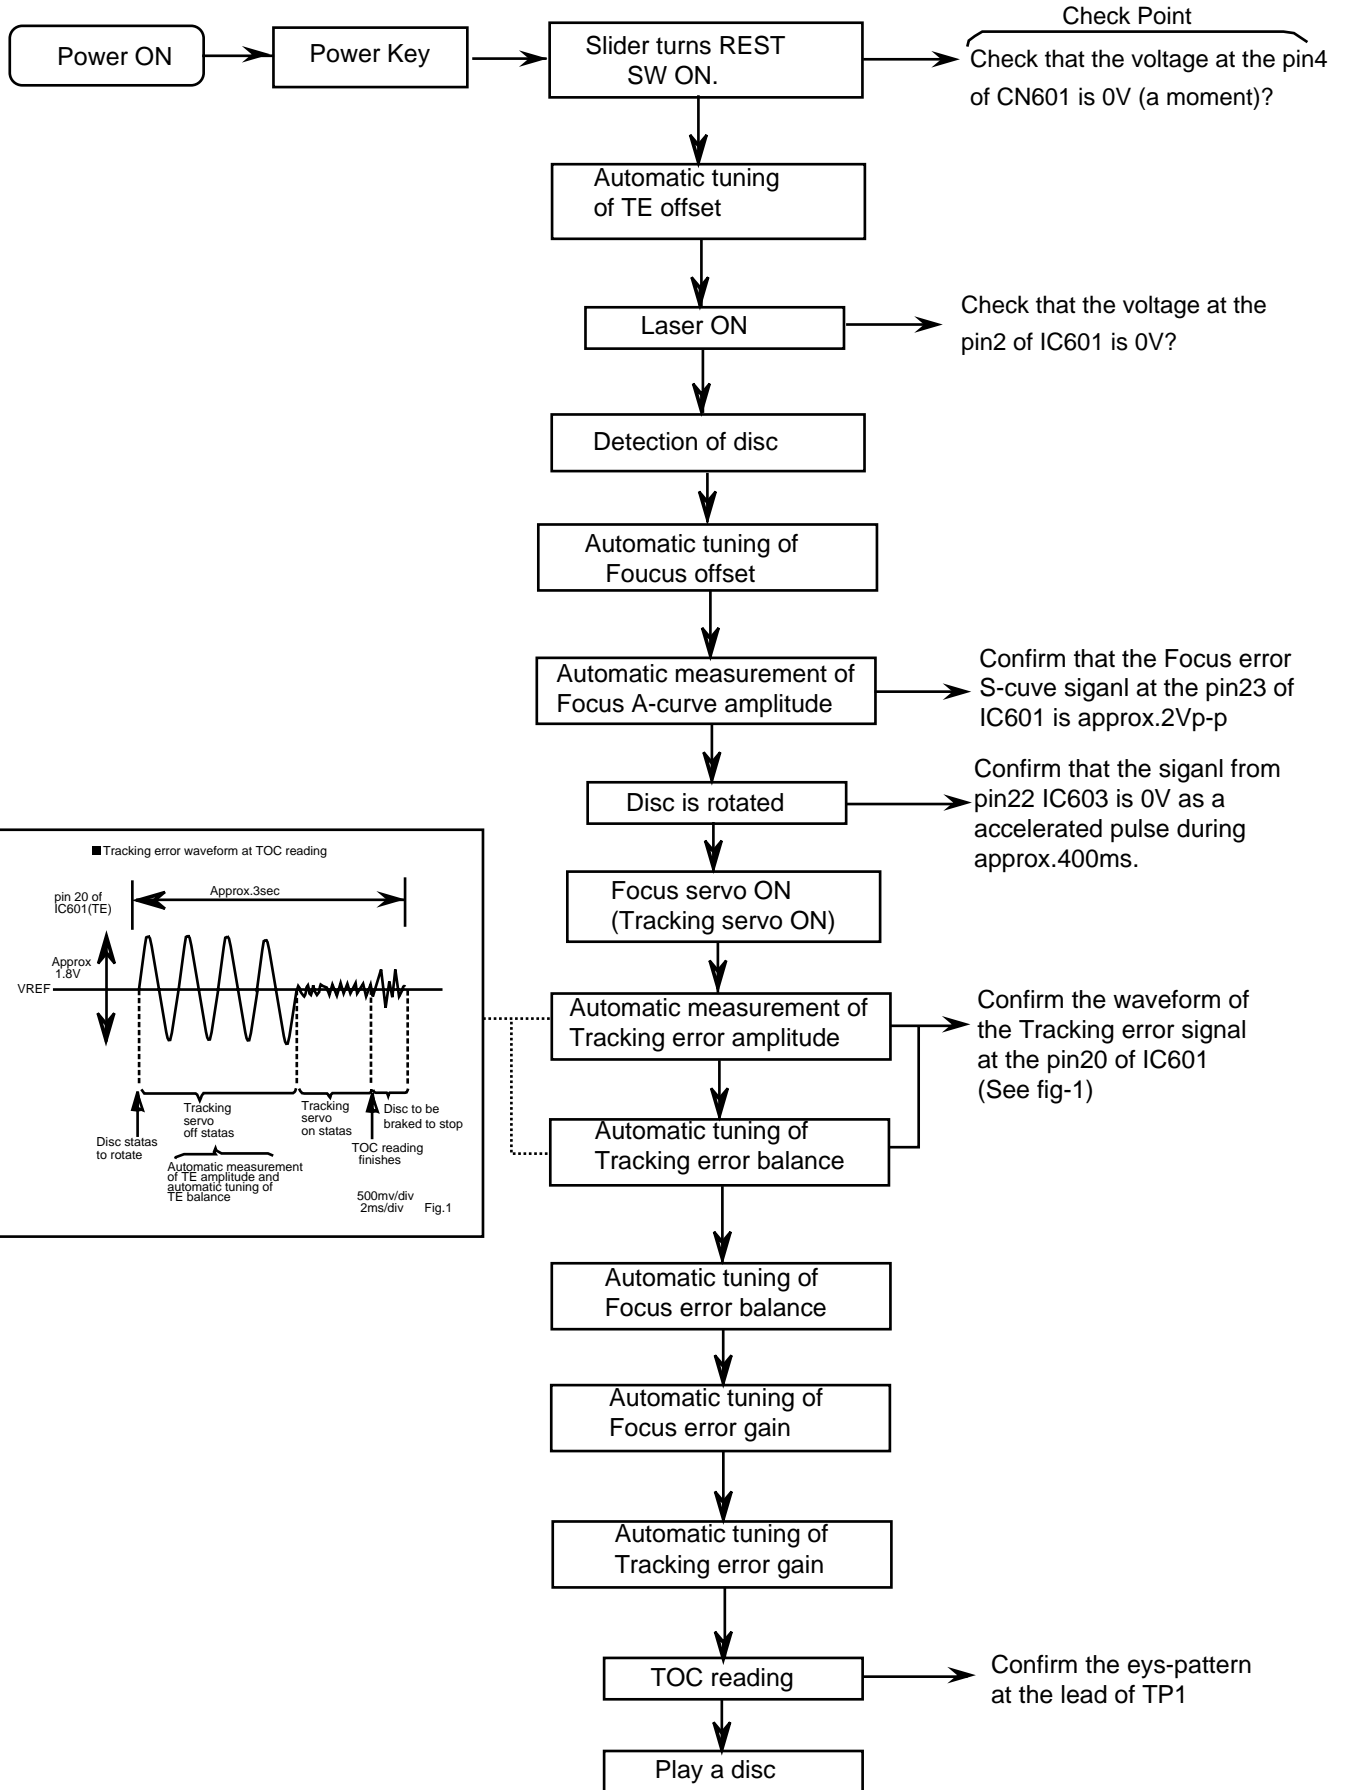 Check Point
Power ON
Power Key
Slider turns REST
SW ON.
Check that the voltage at the pin4
of CN601 is 0V (a moment)?
Automatic tuning
of TE offset
Laser ON
Check that the voltage at the
pin2 of IC601 is 0V?
Detection of disc
Automatic tuning of
Foucus offset
Automatic measurement of
Focus A-curve amplitude
Confirm that the Focus error
S-cuve siganl at the pin23 of
IC601 is approx.2Vp-p
Disc is rotated
Confirm that the siganl from
pin22 IC603 is 0V as a
accelerated pulse during
approx.400ms.
Focus servo ON
(Tracking servo ON)
■Tracking error waveform at TOC reading
pin 20 of
IC601(TE)
Approx.3sec
Approx
1.8V
VREF
Tracking
servo
off statas
Tracking
servo
on statas
Disc to be
braked to stop
Disc statas
to rotate
TOC reading
finishes
Automatic measurement
of TE amplitude and
automatic tuning of
TE balance
500mv/div
2ms/div
Fig.1
Automatic measurement of
Tracking error amplitude
Confirm the waveform of
the Tracking error signal
at the pin20 of IC601
(See fig-1)
Automatic tuning of
Tracking error balance
Automatic tuning of
Focus error balance
Automatic tuning of
Focus error gain
Automatic tuning of
Tracking error gain
TOC reading
Confirm the eys-pattern
at the lead of TP1
Play a disc